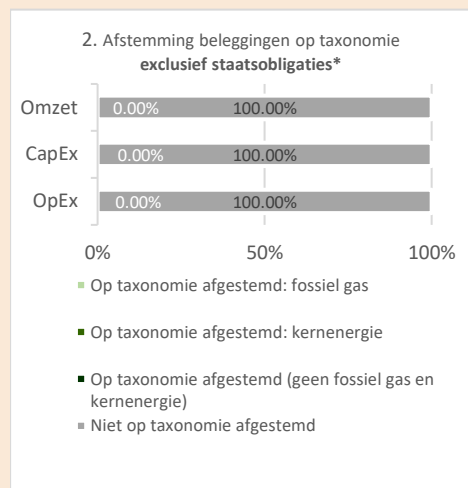 2. Afstemming beleggingen op taxonomie
exclusief staatsobligaties*
Omzet 0.00% 100.00%
CapEx 0.00% 100.00%
OpEx 0.00% 100.00%
0% 50% 100%
Op taxonomie afgestemd: fossiel gas
Op taxonomie afgestemd: kernenergie
Op taxonomie afgestemd (geen fossiel gas en
kernenergie)
Niet op taxonomie afgestemd